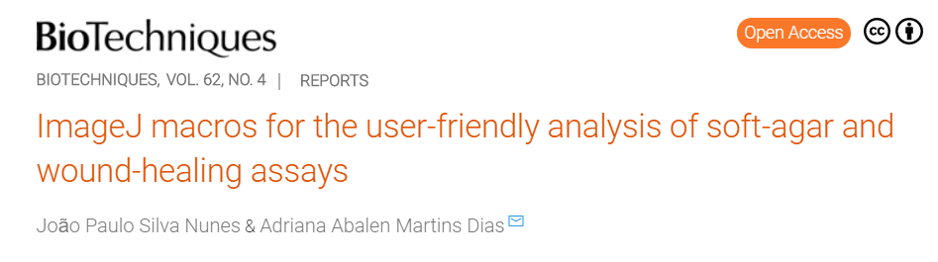 BioTechniques
Open Access
cc
BIOTECHNIQUES, VOL. 62, NO. 4 | REPORTS
ImageJ macros for the user-friendly analysis of soft-agar and
wound-healing assays
João Paulo Silva Nunes & Adriana Abalen Martins Dias